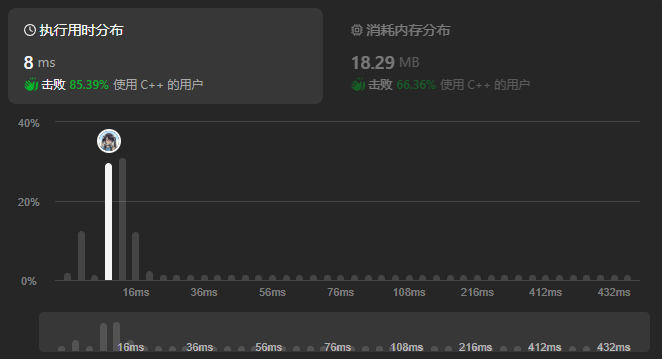 执行用时分布
8 ms
击败 85.39% 使用 C++ 的用户
消耗内存分布
18.29 MB
击败 66.36% 使用 C++ 的用户
40%
20%
0%
16ms 36ms 56ms 76ms 108ms 216ms 412ms 432ms
16ms 36ms 56ms 76ms 108ms 216ms 412ms 432ms